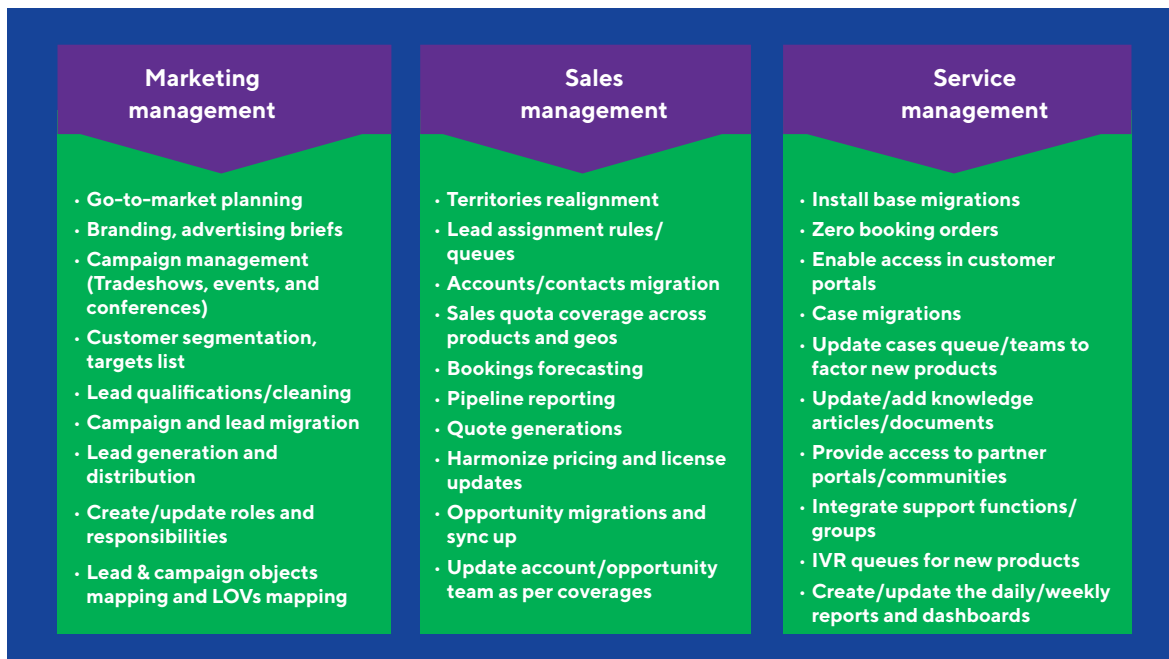 Marketing
management
• Go-to-market planning
• Branding, advertising briefs
• Campaign management
(Tradeshows, events, and
conferences)
• Customer segmentation,
targets list
• Lead qualifications/cleaning
• Campaign and lead migration
• Lead generation and
distribution
• Create/update roles and
responsibilities
• Lead & campaign objects
mapping and LOVs mapping
Sales
management
• Territories realignment
• Lead assignment rules/
queues
• Accounts/contacts migration
• Sales quota coverage across
products and geos
• Bookings forecasting
• Pipeline reporting
• Quote generations
• Harmonize pricing and license
updates
• Opportunity migrations and
sync up
• Update account/opportunity
team as per coverages
Service
management
• Install base migrations
• Zero booking orders
• Enable access in customer
portals
• Case migrations
• Update cases queue/teams to
factor new products
• Update/add knowledge
articles/documents
• Provide access to partner
portals/communities
• Integrate support functions/
groups
• IVR queues for new products
• Create/update the daily/weekly
reports and dashboards